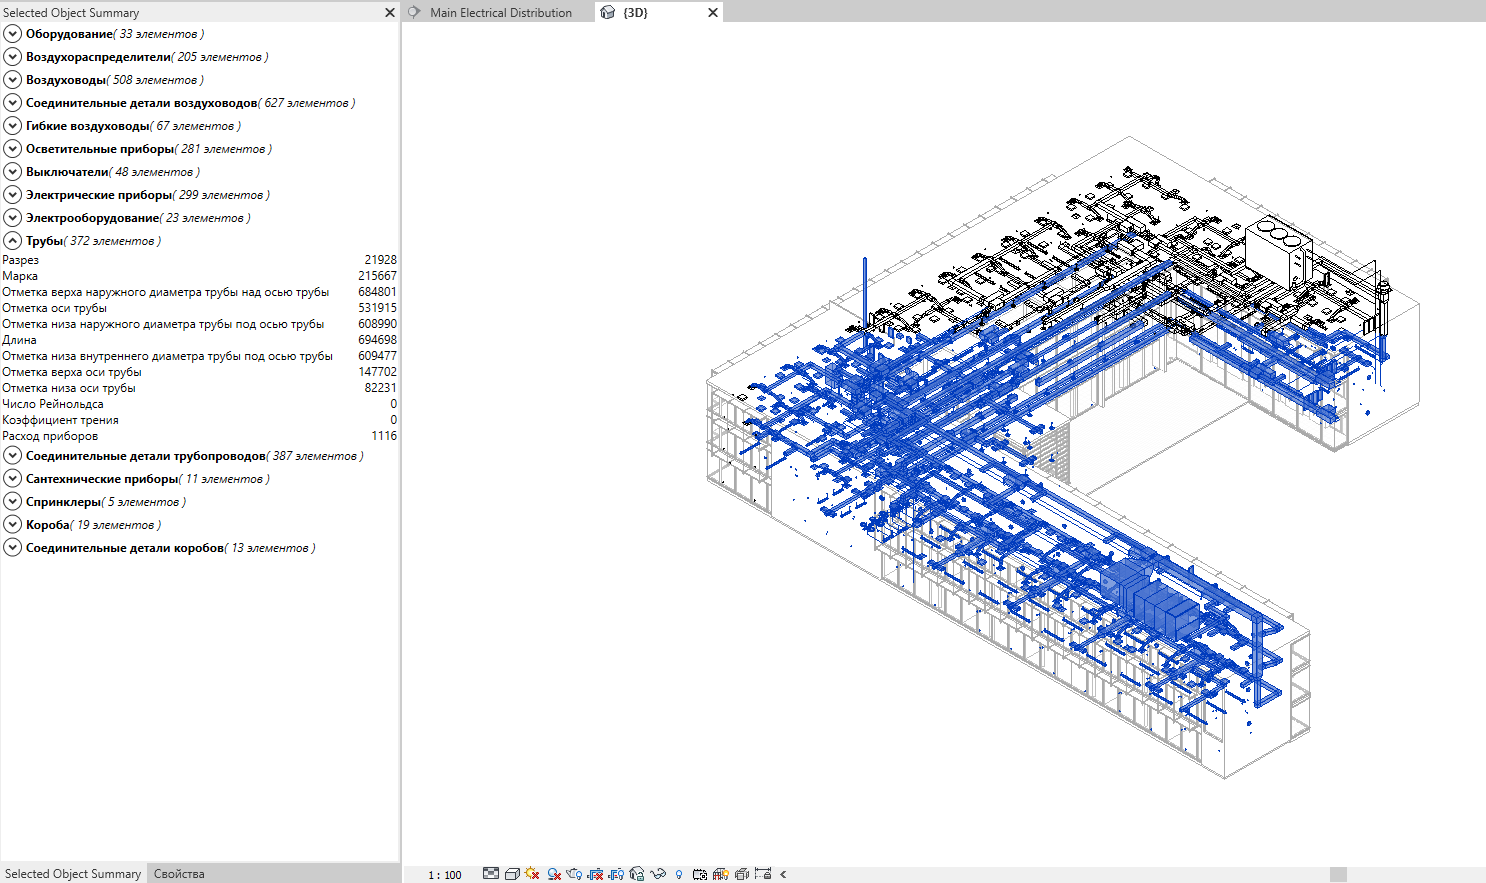 Selected Object Summary
Main Electrical Distribution
{3D}
Оборудование( 33 элементов )
Воздухораспределители( 205 элементов )
Воздуховоды( 508 элементов )
Соединительные детали воздуховодов( 627 элементов )
Гибкие воздуховоды( 67 элементов )
Осветительные приборы( 281 элементов )
Выключатели( 48 элементов )
Электрические приборы( 299 элементов )
Электрооборудование( 23 элементов )
Трубы( 372 элементов )
Разрез 21928
Марка 215667
Отметка верха наружного диаметра трубы над осью трубы 684801
Отметка оси трубы 531915
Отметка низа наружного диаметра трубы под осью трубы 608990
Длина 694698
Отметка низа внутреннего диаметра трубы под осью трубы 609477
Отметка верха оси трубы 147702
Отметка низа оси трубы 82231
Число Рейнольдса 0
Коэффициент трения 0
Расход приборов 1116
Соединительные детали трубопроводов( 387 элементов )
Сантехнические приборы( 11 элементов )
Спринклеры( 5 элементов )
Короба( 19 элементов )
Соединительные детали коробов( 13 элементов )
Selected Object Summary
Свойства
1 : 100